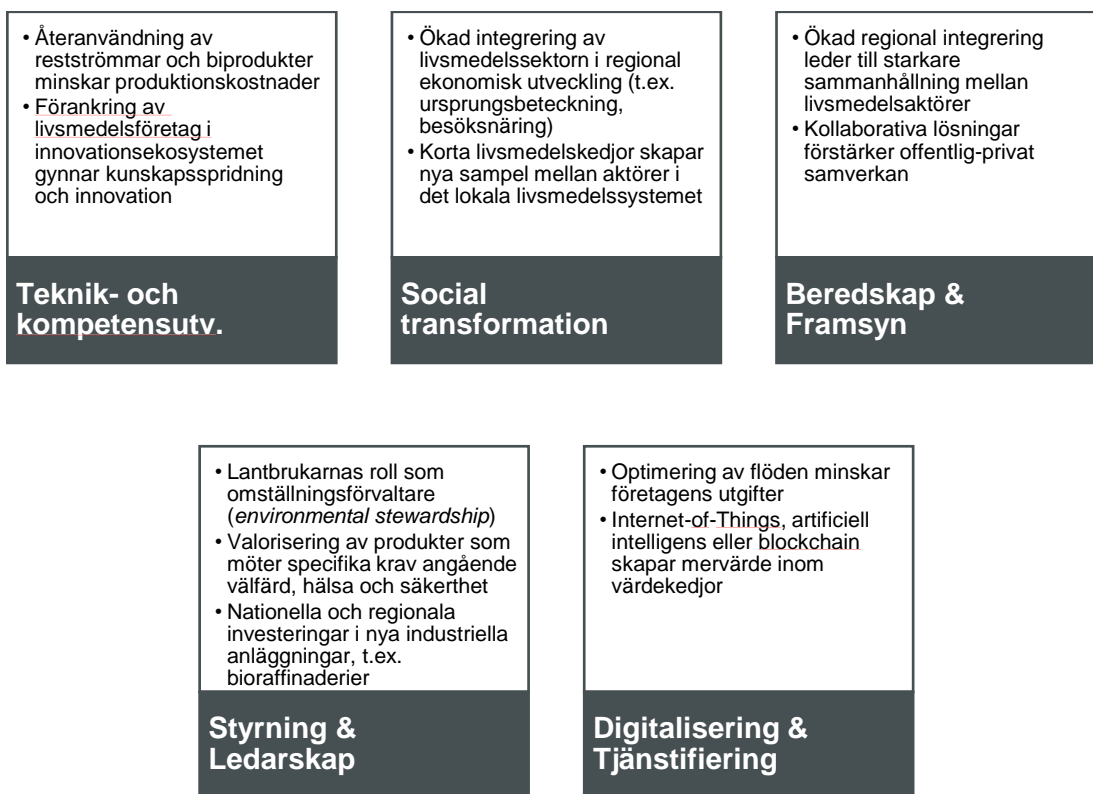 • Återanvändning av
restströmmar och biprodukter
minskar produktionskostnader
• Förankring av
livsmedelsföretag i
innovationsekosystemet
gynnar kunskapsspridning
och innovation
Teknik- och
kompetensutv.
• Ökad integrering av
livsmedelssektorn i regional
ekonomisk utveckling (t.ex.
ursprungsbeteckning,
besöksnäring)
• Korta livsmedelskedjor skapar
nya sampel mellan aktörer i
det lokala livsmedelssystemet
Social
transformation
• Ökad regional integrering
leder till starkare
sammanhållning mellan
livsmedelsaktörer
• Kollaborativa lösningar
förstärker offentlig-privat
samverkan
Beredskap &
Framsyn
• Lantbrukarnas roll som
omställningsförvaltare
(environmental stewardship)
• Valorisering av produkter som
möter specifika krav angående
välfärd, hälsa och säkerthet
• Nationella och regionala
investeringar i nya industriella
anläggningar, t.ex.
bioraffinaderier
Styrning &
Ledarskap
• Optimering av flöden minskar
företagens utgifter
• Internet-of-Things, artificiell
intelligens eller blockchain
skapar mervärde inom
värdekedjor
Digitalisering &
Tjänstifiering